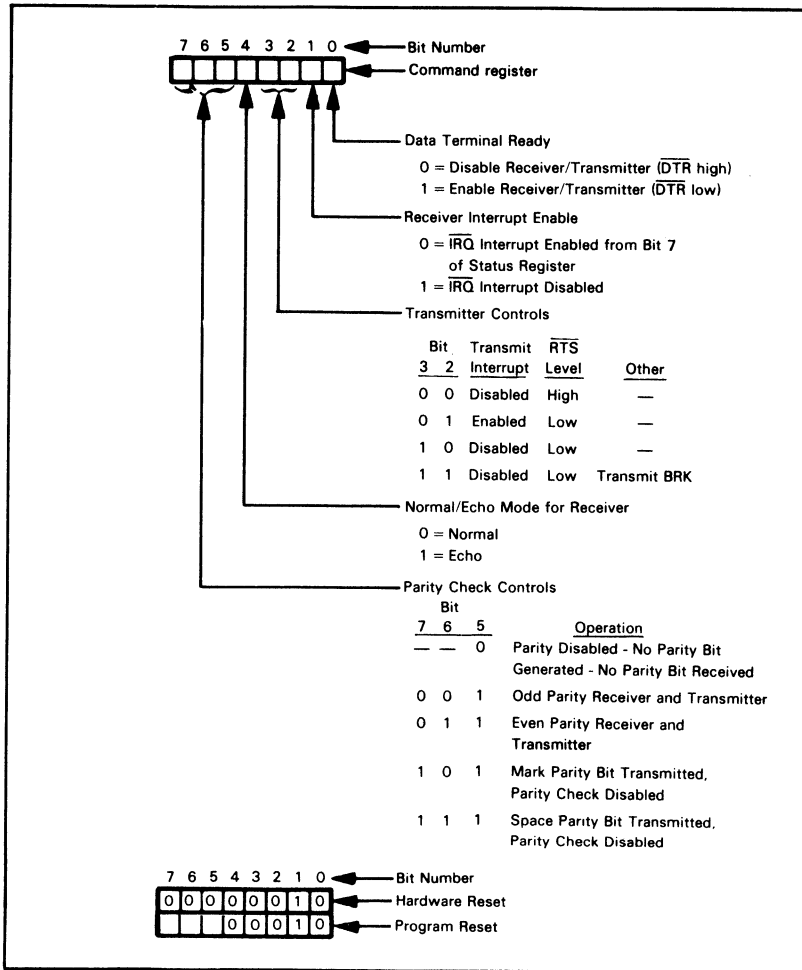 7 6 5 4 3 2 1 0 Bit Number
Command register
Data Terminal Ready
0 = Disable Receiver/Transmitter (D̅T̅R̅ high)
1 = Enable Receiver/Transmitter (D̅T̅R̅ low)
Receiver Interrupt Enable
0 = I̅R̅Q̅ Interrupt Enabled from Bit 7
of Status Register
1 = I̅R̅Q̅ Interrupt Disabled
Transmitter Controls
Bit Transmit R̅T̅S̅
3 2 Interrupt Level Other
0 0 Disabled High —
0 1 Enabled Low —
1 0 Disabled Low —
1 1 Disabled Low Transmit BRK
Normal/Echo Mode for Receiver
0 = Normal
1 = Echo
Parity Check Controls
Bit
7 6 5 Operation
— — 0 Parity Disabled - No Parity Bit
Generated - No Parity Bit Received
0 0 1 Odd Parity Receiver and Transmitter
0 1 1 Even Parity Receiver and
Transmitter
1 0 1 Mark Parity Bit Transmitted,
Parity Check Disabled
1 1 1 Space Parity Bit Transmitted,
Parity Check Disabled
7 6 5 4 3 2 1 0 Bit Number
0 0 0 0 0 0 1 0 Hardware Reset
0 0 0 1 0 Program Reset